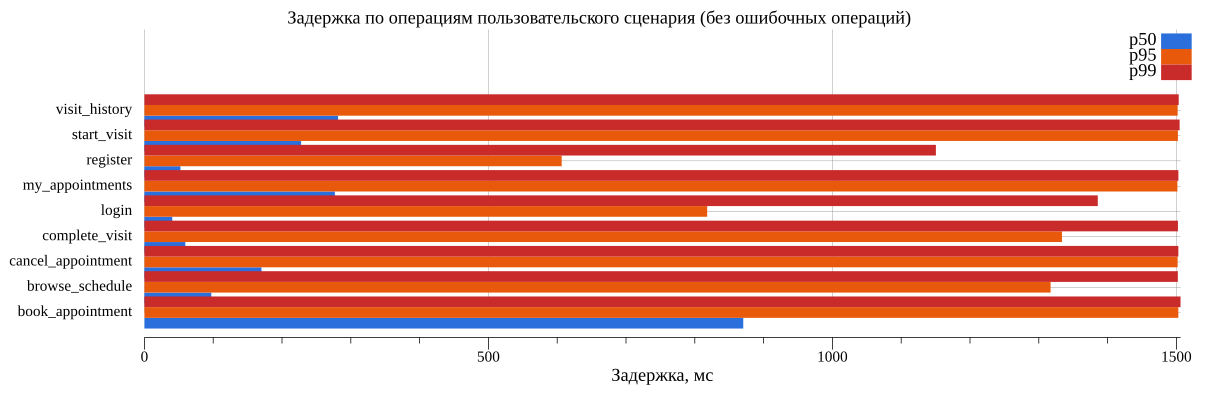 Задержка по операциям пользовательского сценария (без ошибочных операций)
p50
p95
p99
visit_history
start_visit
register
my_appointments
login
complete_visit
cancel_appointment
browse_schedule
book_appointment
0
500
1000
1500
Задержка, мс